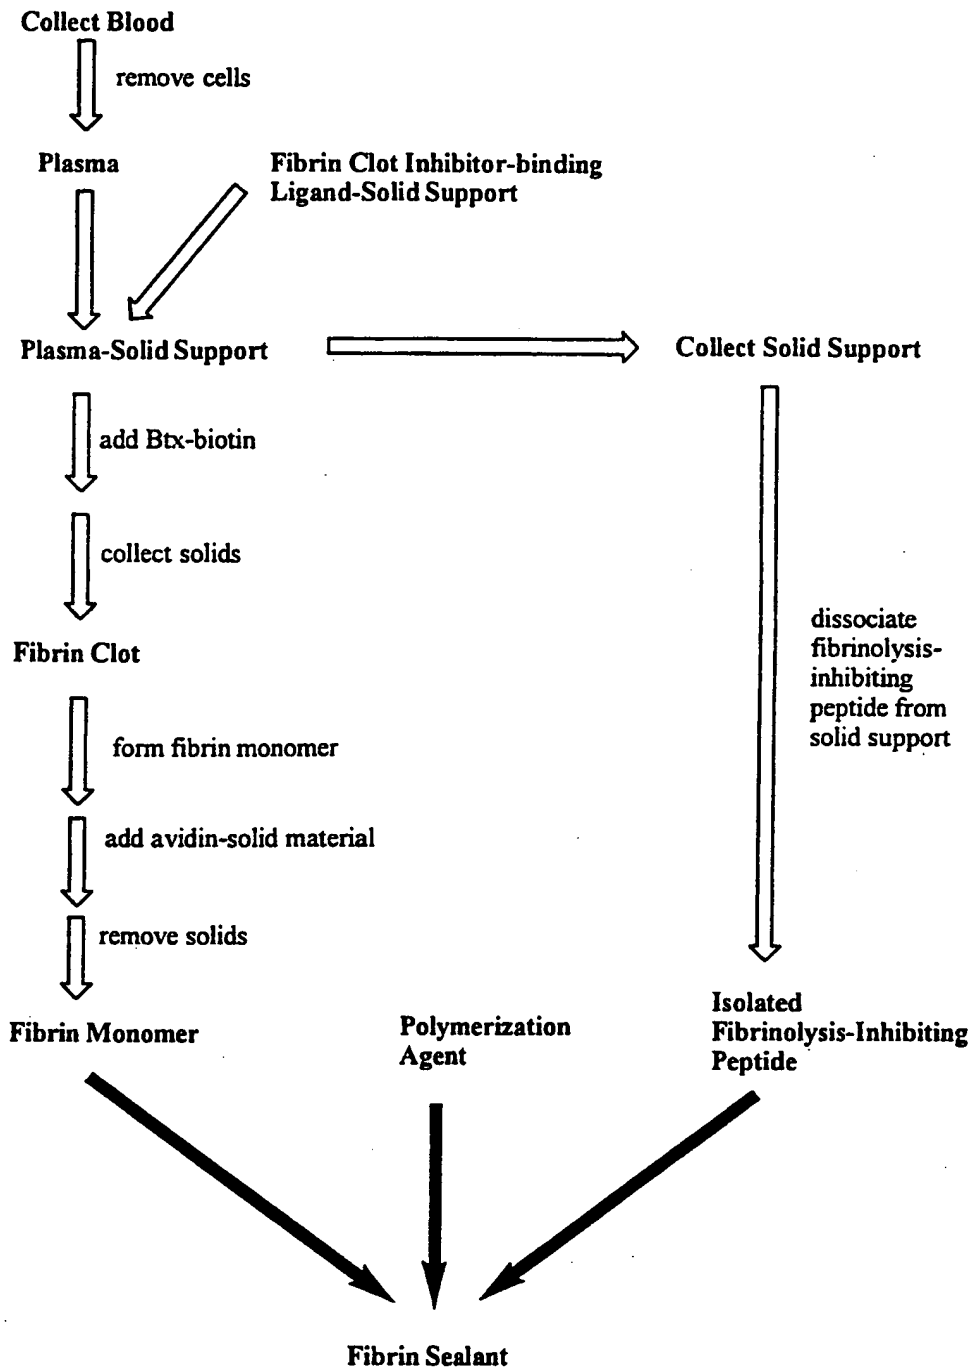 Collect Blood
remove cells
Plasma
Fibrin Clot Inhibitor-binding
Ligand-Solid Support
Plasma-Solid Support
Collect Solid Support
add Btx-biotin
collect solids
Fibrin Clot
dissociate
fibrinolysis-
inhibiting
peptide from
solid support
form fibrin monomer
add avidin-solid material
remove solids
Fibrin Monomer
Polymerization
Agent
Isolated
Fibrinolysis-Inhibiting
Peptide
Fibrin Sealant